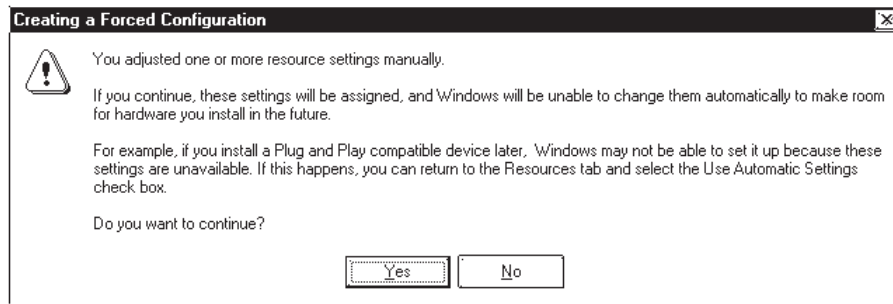 Creating a Forced Configuration
You adjusted one or more resource settings manually.
If you continue, these settings will be assigned, and Windows will be unable to change them automatically to make room
for hardware you install in the future.
For example, if you install a Plug and Play compatible device later, Windows may not be able to set it up because these
settings are unavailable. If this happens, you can return to the Resources tab and select the Use Automatic Settings
check box.
Do you want to continue?
Yes No